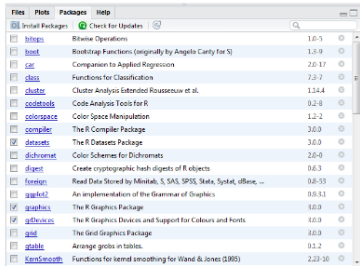 Files Plots Packages Help
Install Packages Check for Updates
bitops Bitwise Operations 1.0-5
boot Bootstrap Functions (originally by Angelo Canty for S) 1.3-9
car Companion to Applied Regression 2.0-17
class Functions for Classification 7.3-7
cluster Cluster Analysis Extended Rousseeuw et al. 1.14.4
codetools Code Analysis Tools for R 0.2-8
colorspace Color Space Manipulation 1.2-2
compiler The R Compiler Package 3.0.0
datasets The R Datasets Package 3.0.0
dichromat Color Schemes for Dichromats 2.0-0
digest Create cryptographic hash digests of R objects 0.6.3
foreign Read Data Stored by Minitab, S, SAS, SPSS, Stata, Systat, dBase, ... 0.8-53
ggplot2 An implementation of the Grammar of Graphics 0.9.3.1
graphics The R Graphics Package 3.0.0
grDevices The R Graphics Devices and Support for Colours and Fonts 3.0.0
grid The Grid Graphics Package 3.0.0
gtable Arrange grobs in tables. 0.1.2
KernSmooth Functions for kernel smoothing for Wand & Jones (1995) 2.23-10